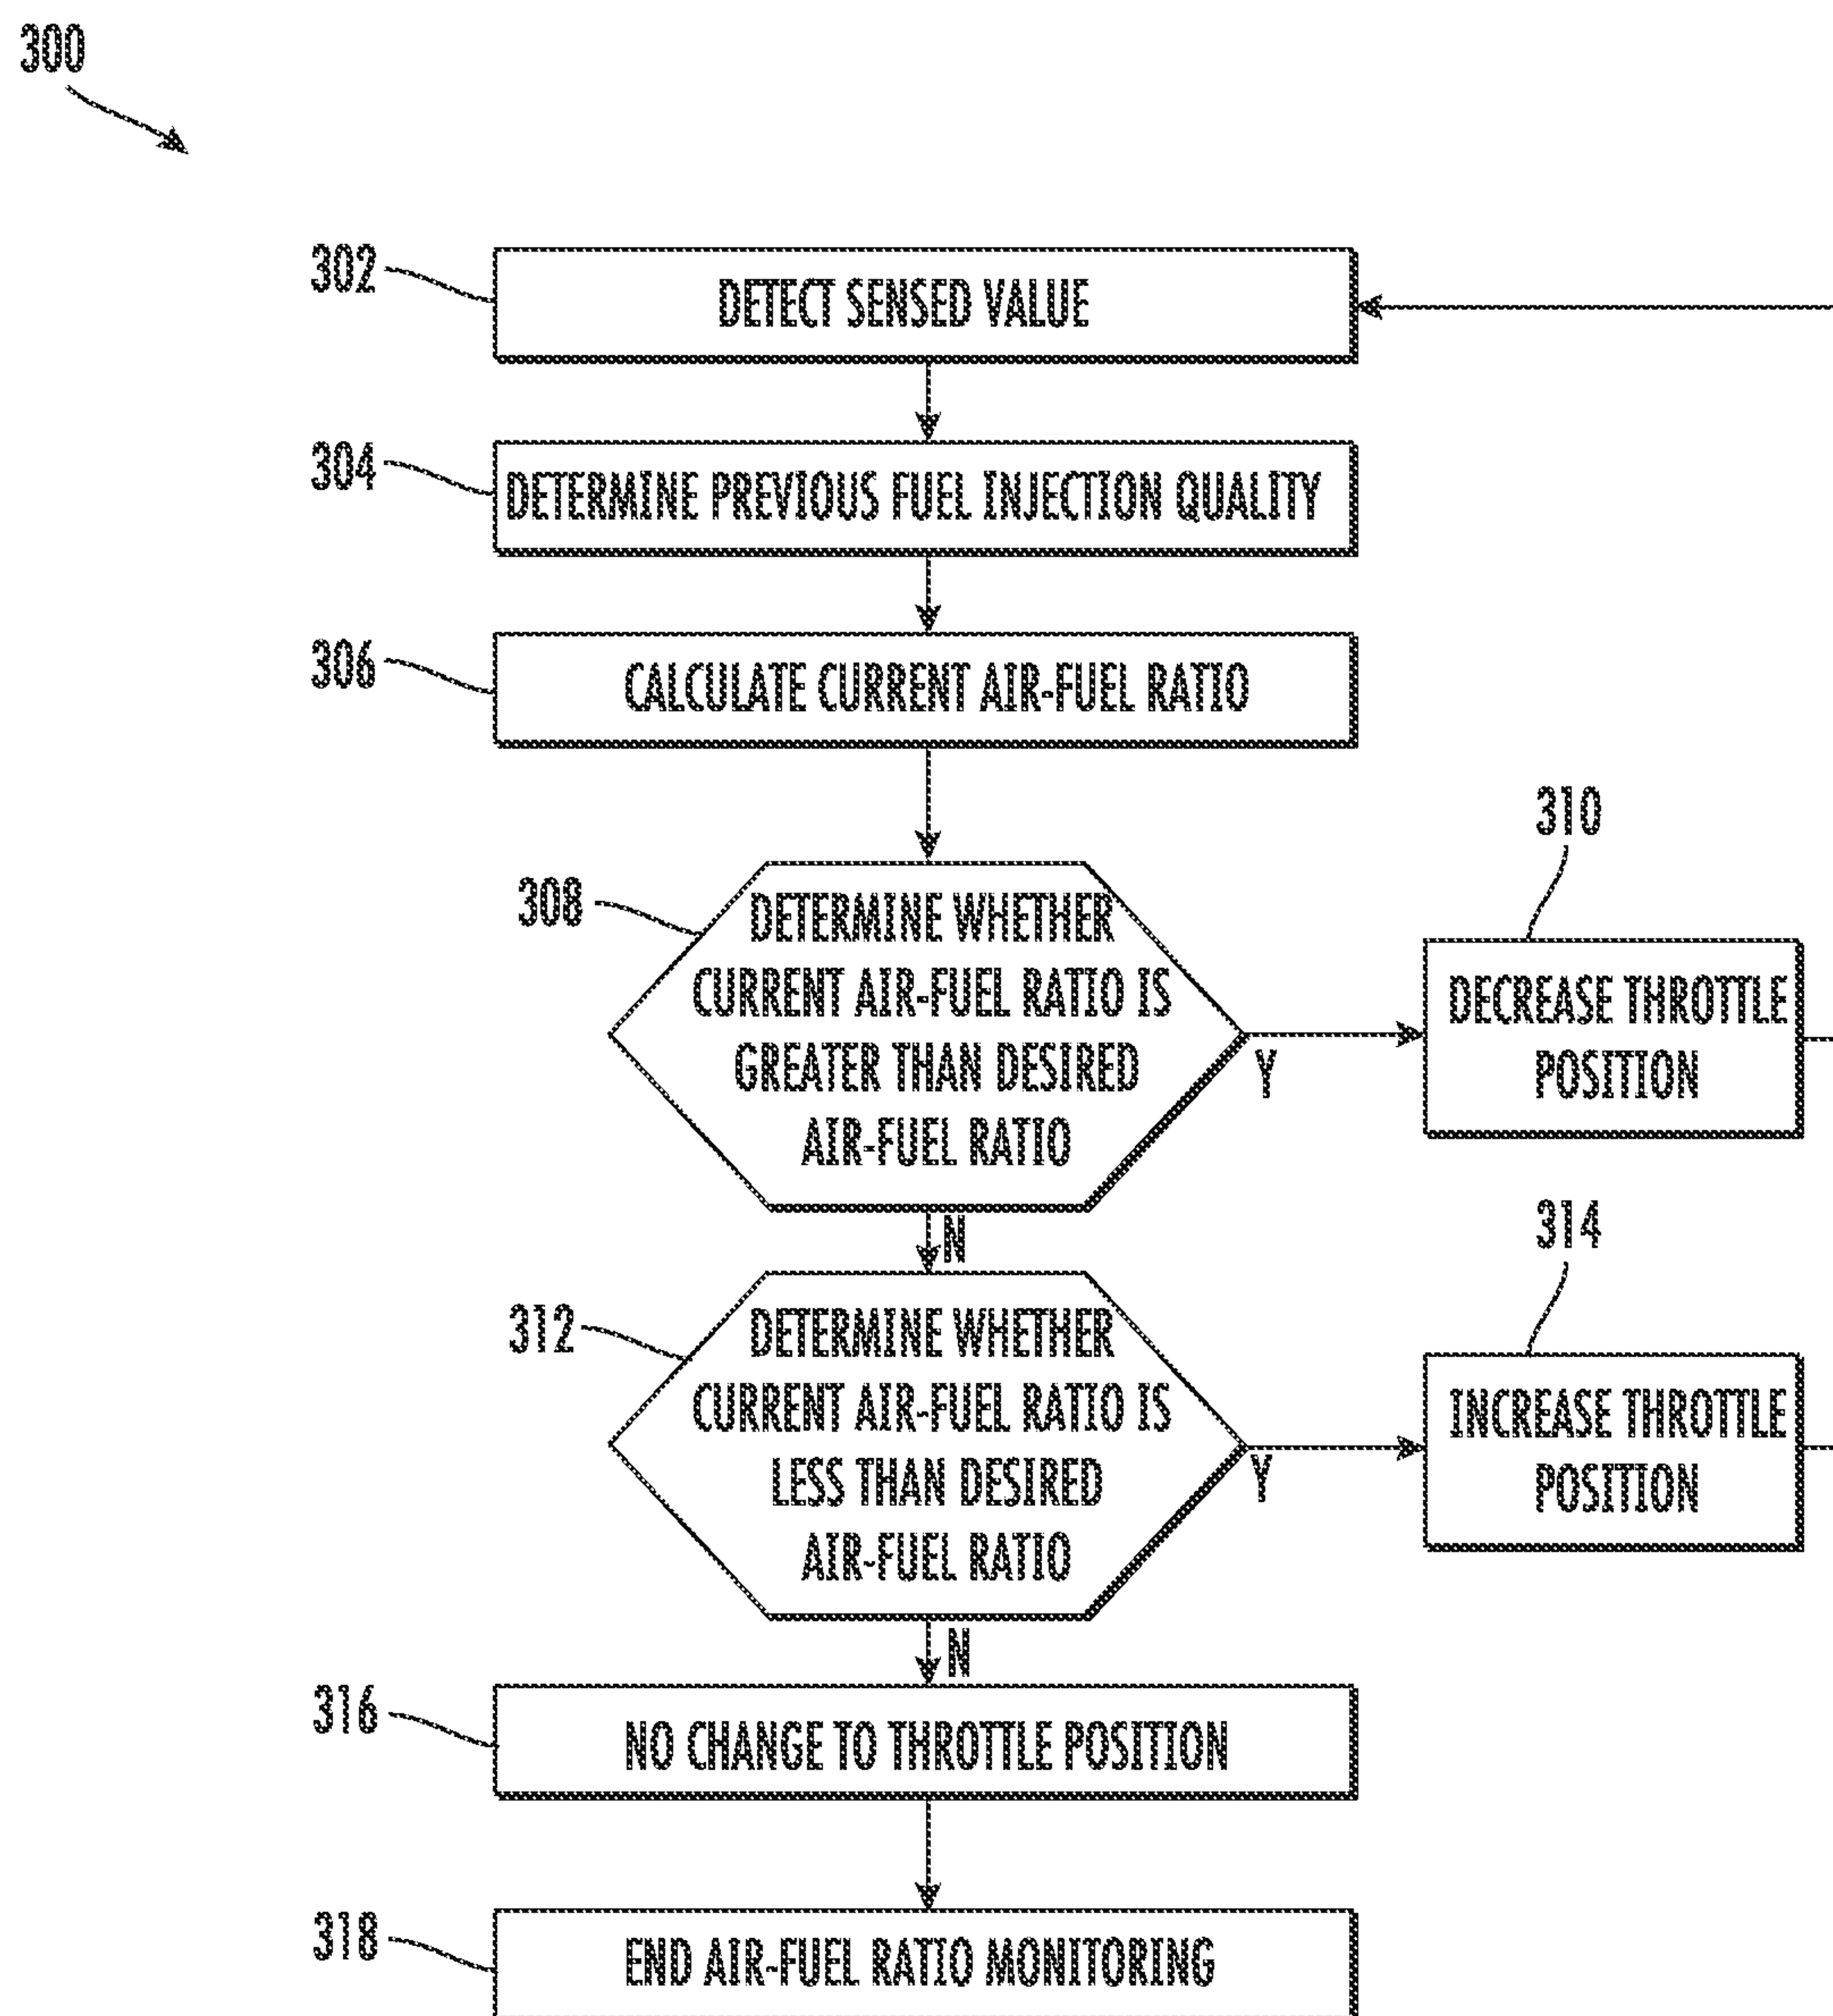 300
302
DETECT SENSED VALUE
304
DETERMINE PREVIOUS FUEL INJECTION QUALITY
306
CALCULATE CURRENT AIR-FUEL RATIO
308
DETERMINE WHETHER
CURRENT AIR-FUEL RATIO IS
GREATER THAN DESIRED
AIR-FUEL RATIO
Y
310
DECREASE THROTTLE
POSITION
N
312
DETERMINE WHETHER
CURRENT AIR-FUEL RATIO IS
LESS THAN DESIRED
AIR-FUEL RATIO
Y
314
INCREASE THROTTLE
POSITION
N
316
NO CHANGE TO THROTTLE POSITION
318
END AIR-FUEL RATIO MONITORING